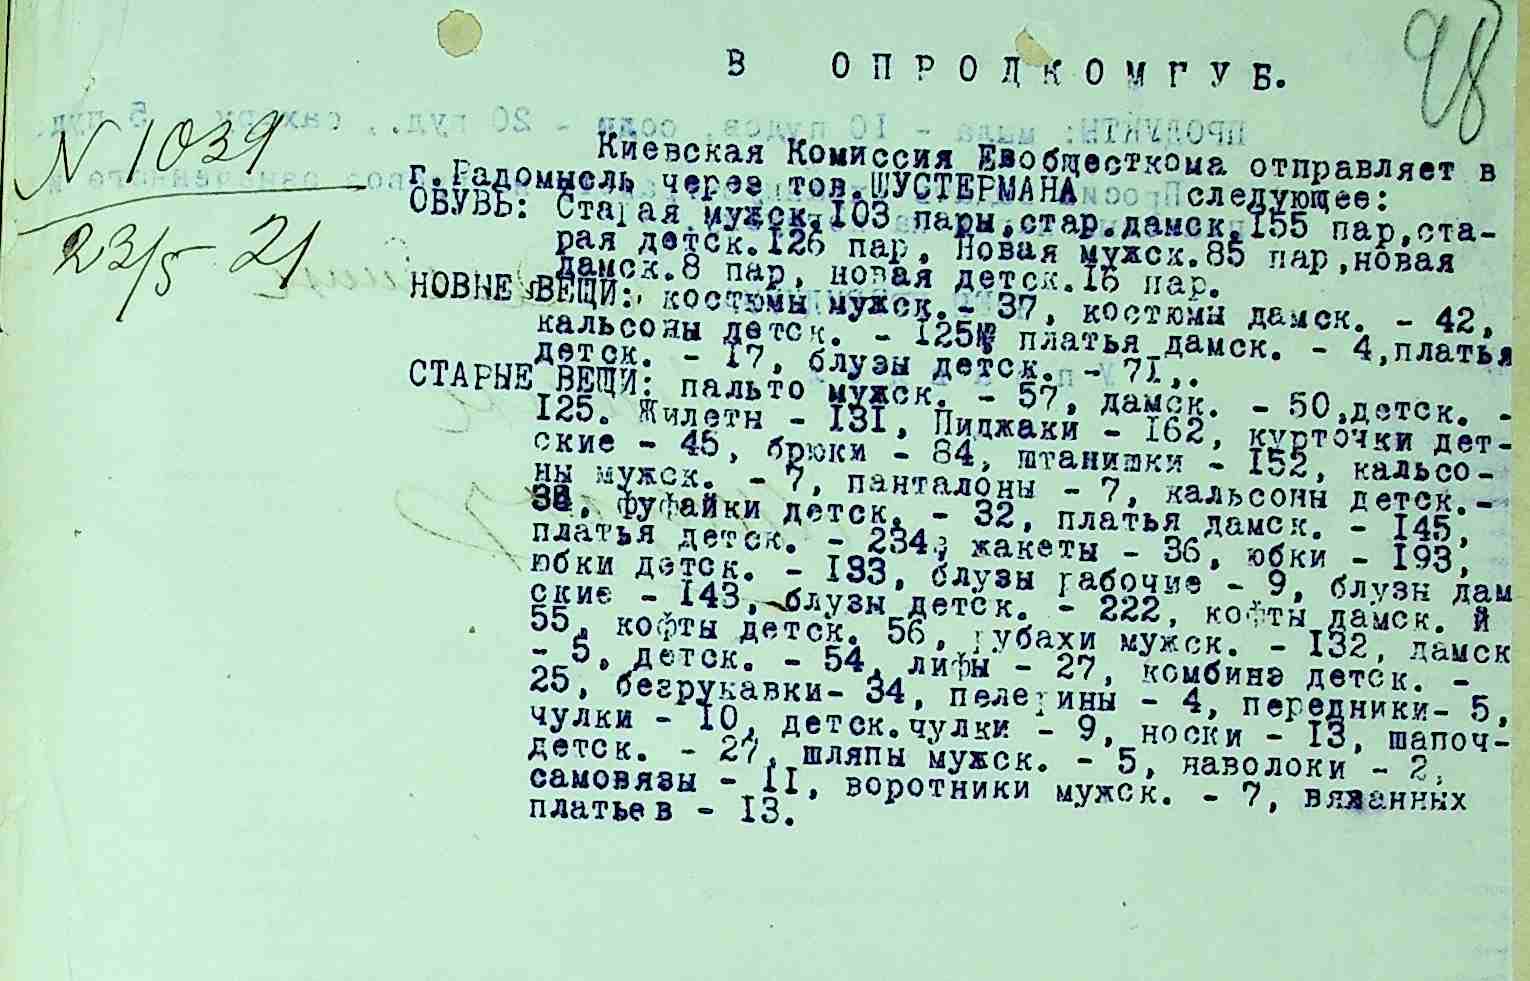 98
В ОПРОДКОМГУБ.
N 1039
23/5 21
Киевская Комиссия Евобщесткома отправляет в
г.Радомысль через тов.ШУСТЕРМАНА следующее:
ОБУВЬ: Старая мужск.103 пары,стар.дамск.155 пар,ста-
рая детск.126 пар, Новая мужск.85 пар,новая
дамск.8 пар, новая детск.16 пар.
НОВЫЕ ВЕЩИ: костюмы мужск.- 37, костюмы дамск. - 42,
кальсоны детск. - 125 платья дамск. - 4,платья
детск. - 17, блузы детск. - 71,.
СТАРЫЕ ВЕЩИ: пальто мужск. - 57, дамск. - 50,детск. -
125. Жилеты - 131, Пиджаки - 162, курточки дет-
ские - 45, брюки - 84, штанишки - 152, кальсо-
ны мужск. - 7, панталоны - 7, кальсоны детск.-
фуфайки детск. - 32, платья дамск. - 145,
платья детск. - 234, жакеты - 36, юбки - 193,
юбки детск. - 133, блузы рабочие - 9, блузы дам
ские - 143, блузы детск. - 222, кофты дамск. й
55, кофты детск. 56, рубахи мужск. - 132, дамск
- 5, детск. - 54, лифы - 27, комбинэ детск. -
25, безрукавки- 34, пелерины - 4, передники- 5,
чулки - 10, детск.чулки - 9, носки - 13, шапоч-
детск. - 27, шляпы мужск. - 5, наволоки - 2,
самовязы - 11, воротники мужск. - 7, вязанных
платьев - 13.